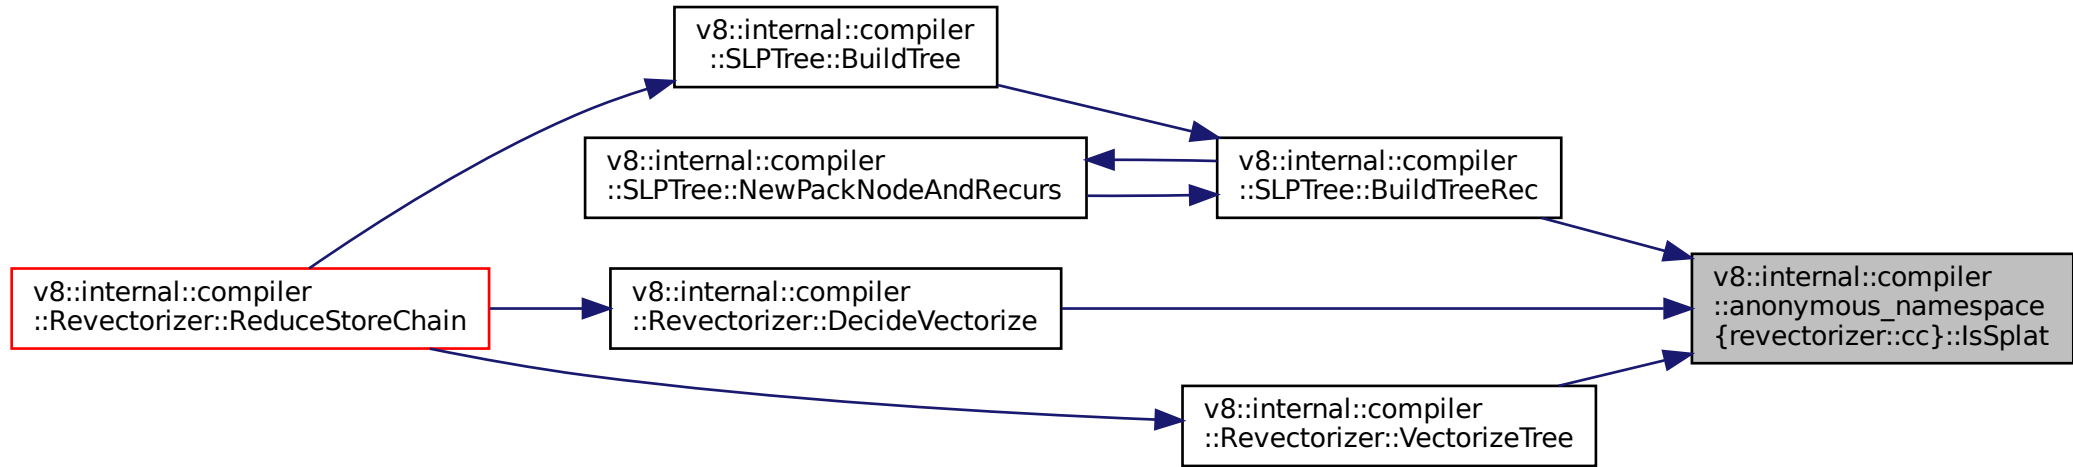 v8::internal::compiler
::SLPTree::BuildTree
v8::internal::compiler
::SLPTree::NewPackNodeAndRecurs
v8::internal::compiler
::SLPTree::BuildTreeRec
v8::internal::compiler
::Revectorizer::ReduceStoreChain
v8::internal::compiler
::Revectorizer::DecideVectorize
v8::internal::compiler
::anonymous_namespace
{revectorizer::cc}::IsSplat
v8::internal::compiler
::Revectorizer::VectorizeTree